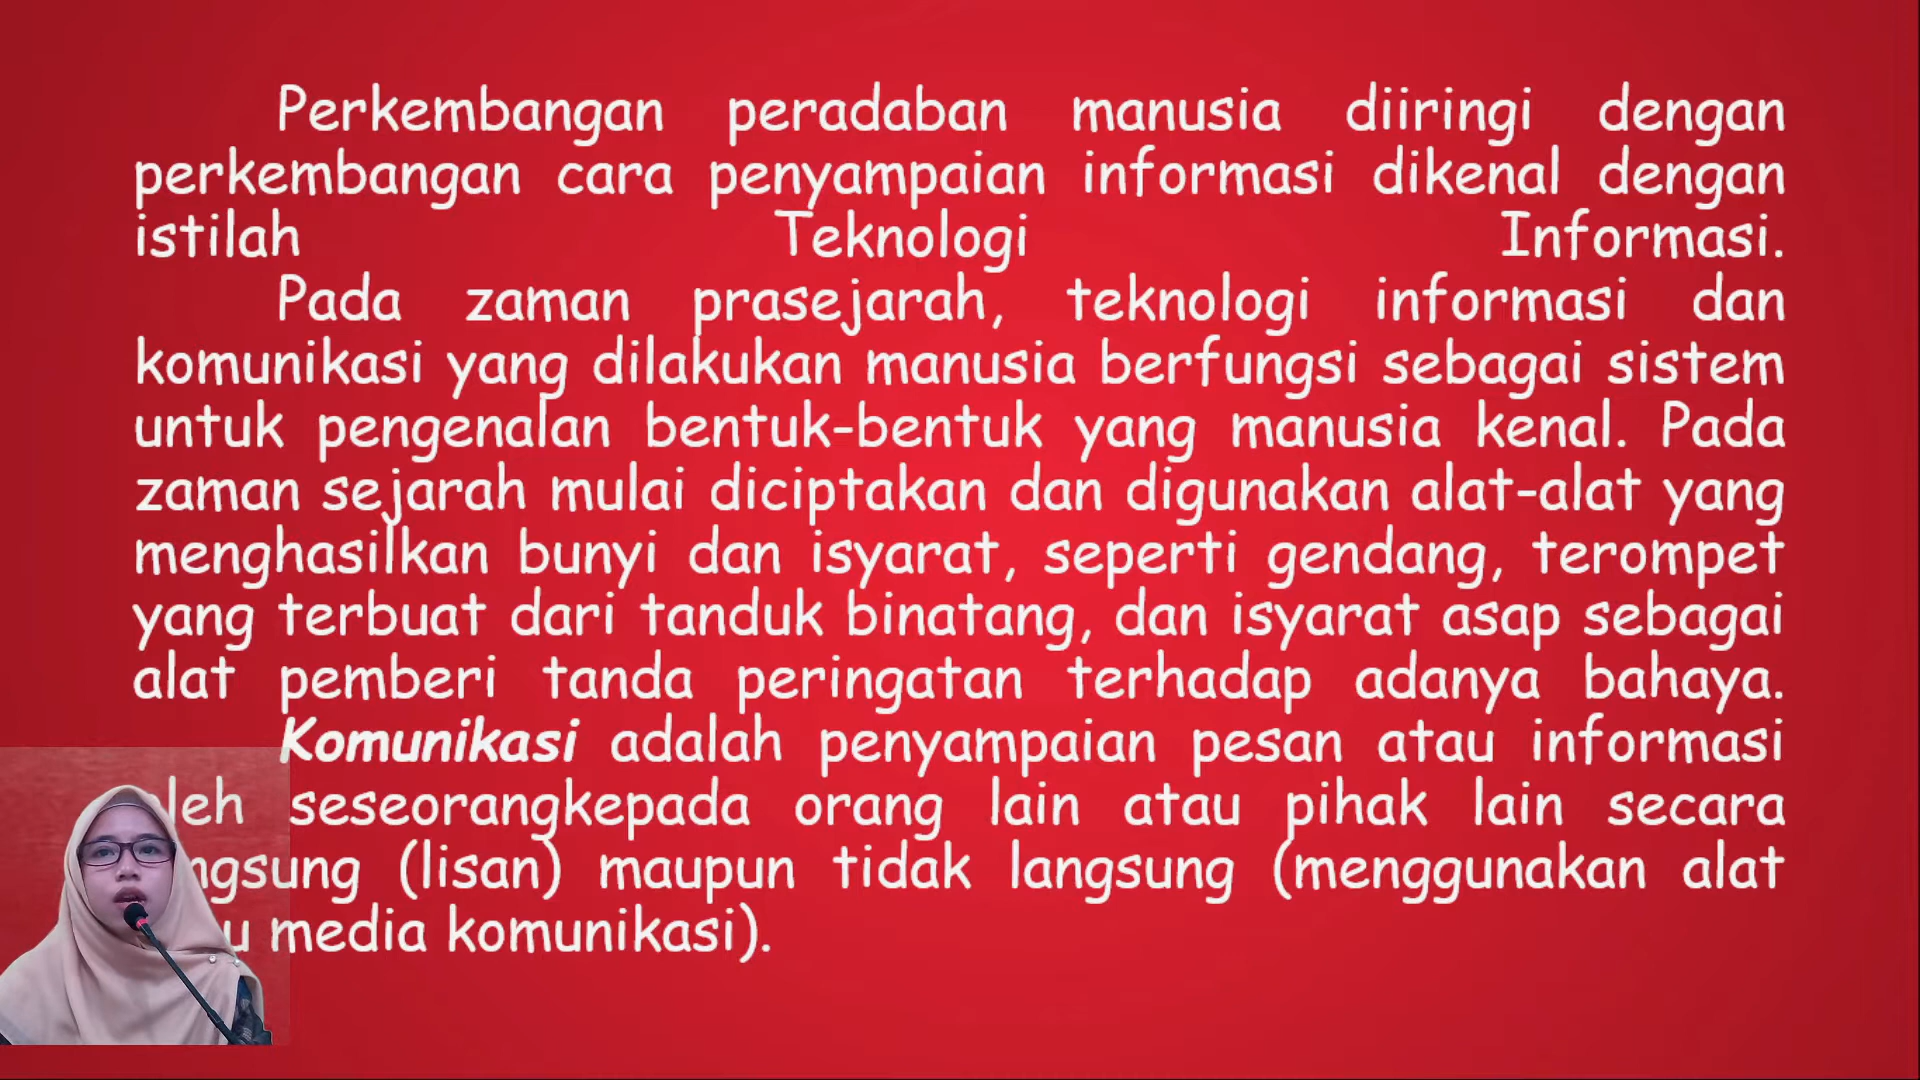 Perkembangan peradaban manusia diiringi dengan
perkembangan cara penyampaian informasi dikenal dengan
istilah Teknologi Informasi.
Pada zaman prasejarah, teknologi informasi dan
komunikasi yang dilakukan manusia berfungsi sebagai sistem
untuk pengenalan bentuk-bentuk yang manusia kenal. Pada
zaman sejarah mulai diciptakan dan digunakan alat-alat yang
menghasilkan bunyi dan isyarat, seperti gendang, terompet
yang terbuat dari tanduk binatang, dan isyarat asap sebagai
alat pemberi tanda peringatan terhadap adanya bahaya.
Komunikasi adalah penyampaian pesan atau informasi
seseorangkepada orang lain atau pihak lain secara
(lisan) maupun tidak langsung (menggunakan alat
media komunikasi).